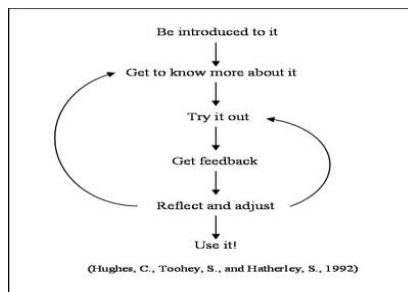 Be introduced to it
Get to know more about it
Try it out
Get feedback
Reflect and adjust
Use it!
(Hughes, C., Toohey, S., and Hatherley, S., 1992)